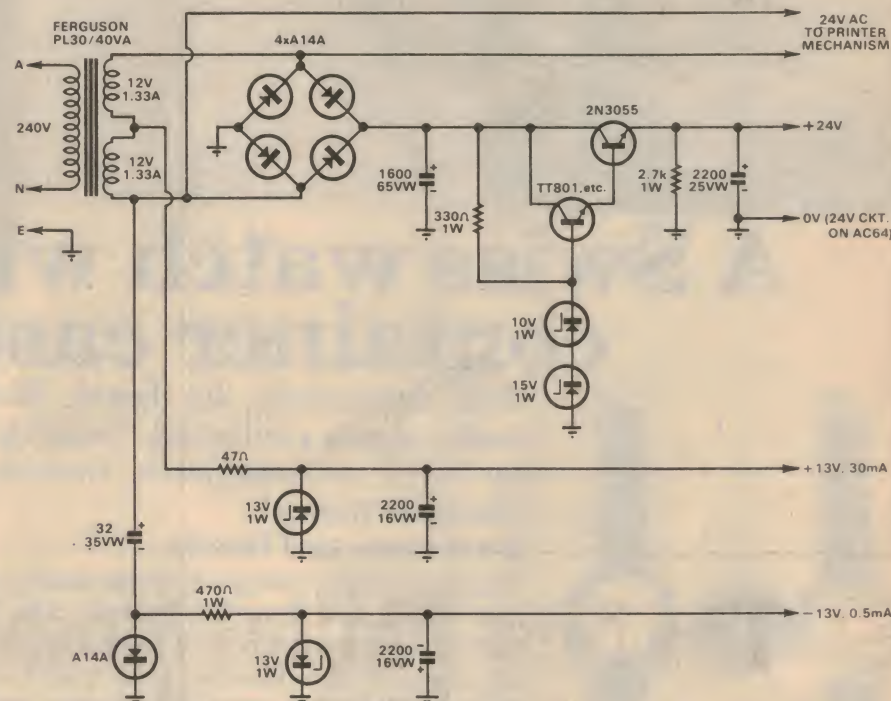 FERGUSON
PL30/40VA
4xA14A
24V AC
TO PRINTER
MECHANISM
A
240V
N
E
12V
1.33A
12V
1.33A
2N3055
+24V
1600
65VW
+
-
330Ω
1W
TT801, etc.
2.7k
1W
2200
25VW
+
-
0V (24V CKT.
ON AC64)
10V
1W
15V
1W
47Ω
+13V. 30mA
13V
1W
2200
16VW
+
-
32
35VW
+
-
470Ω
1W
-13V. 0.5mA
A14A
13V
1W
2200
16VW
-
+